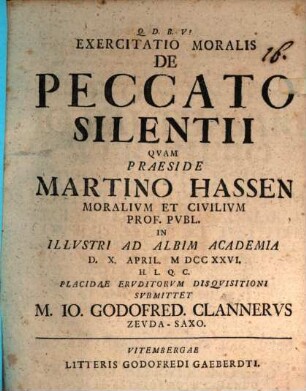 Q. D. B. V!
16.
EXERCITATIO MORALIS
DE
PECCATO
SILENTII
QVAM
PRAESIDE
MARTINO HASSEN
MORALIVM ET CIVILIVM
PROF. PVBL.
IN
ILLVSTRI AD ALBIM ACADEMIA
D. X. APRIL. M DCC XXVI.
H. L. Q. C.
PLACIDAE ERVDITORVM DISQVISITIONI
SVBMITTET
M. IO. GODOFRED. CLANNERVS
ZEVDA-SAXO.
VITEMBERGAE
LITTERIS GODOFREDI GAEBERDTI.